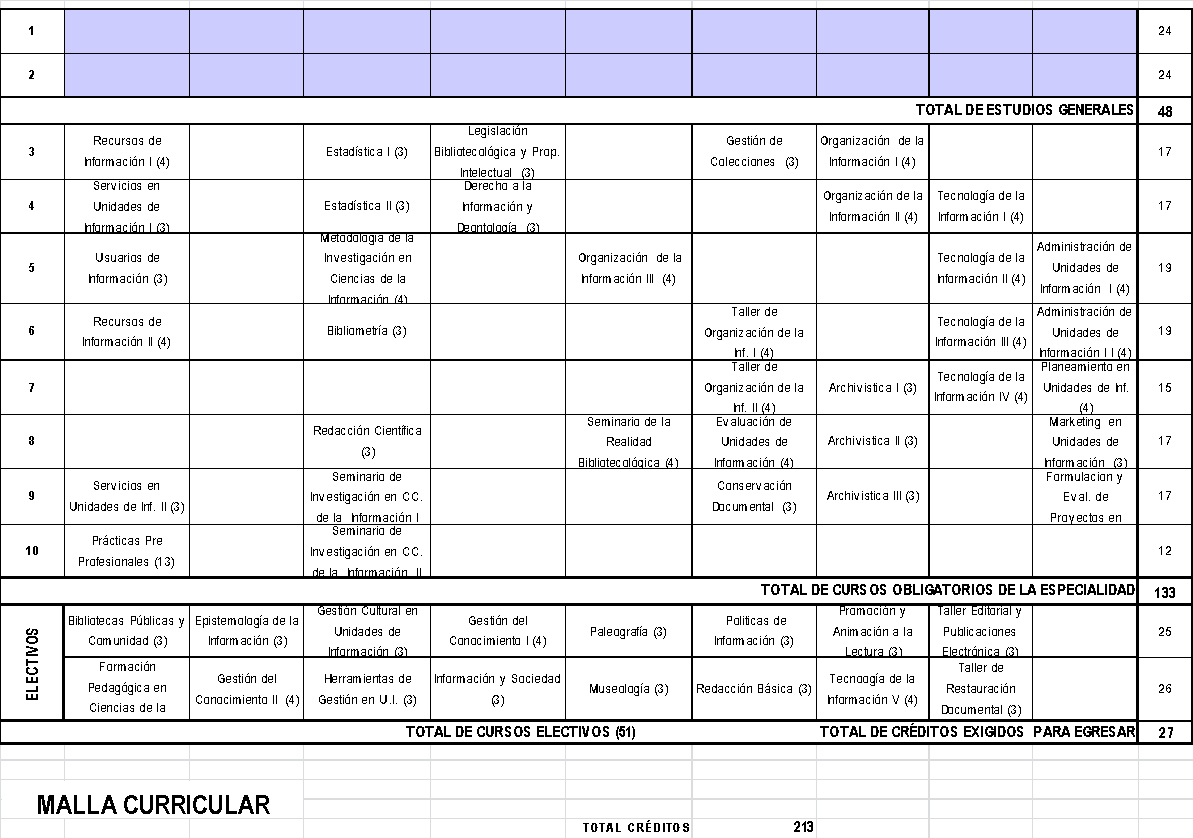 1 24
2 24
TOTAL DE ESTUDIOS GENERALES 48
3
Recursos de
Información I (4)
Estadística I (3)
Legislación
Bibliotecológica y Prop.
Intelectual (3)
Gestión de
Colecciones (3)
Organización de la
Información I (4)
17
4
Servicios en
Unidades de
Información I (3)
Estadística II (3)
Derecho a la
Información y
Deontología (3)
Organización de la
Información II (4)
Tecnología de la
Información I (4)
17
5
Usuarios de
Información (3)
Metodología de la
Investigación en
Ciencias de la
Información (4)
Organización de la
Información III (4)
Tecnología de la
Información II (4)
Administración de
Unidades de
Información I (4)
19
6
Recursos de
Información II (4)
Bibliometría (3)
Taller de
Organización de la
Inf. I (4)
Tecnología de la
Información III (4)
Administración de
Unidades de
Información I I (4)
19
7
Taller de
Organización de la
Inf. II (4)
Archivistica I (3)
Tecnología de la
Información IV (4)
Planeamiento en
Unidades de Inf.
(4)
15
8
Redacción Científica
(3)
Seminario de la
Realidad
Bibliotecológica (4)
Evaluación de
Unidades de
Información (4)
Archivistica II (3)
Marketing en
Unidades de
Información (3)
17
9
Servicios en
Unidades de Inf. II (3)
Seminario de
Investigación en CC.
de la Información I
Conservación
Documental (3)
Archivistica III (3)
Formulacion y
Eval. de
Proyectos en
17
10
Prácticas Pre
Profesionales (13)
Seminario de
Investigación en CC.
de la Información II
12
TOTAL DE CURSOS OBLIGATORIOS DE LA ESPECIALIDAD 133
ELECTIVOS
Bibliotecas Públicas y
Comunidad (3)
Epistemología de la
Información (3)
Gestión Cultural en
Unidades de
Información (3)
Gestión del
Conocimiento I (4)
Paleografía (3)
Politicas de
Información (3)
Promoción y
Animación a la
Lectura (3)
Taller Editorial y
Publicaciones
Electrónica (3)
25
Formación
Pedagógica en
Ciencias de la
Gestión del
Conocimiento II (4)
Herramientas de
Gestión en U.I. (3)
Información y Sociedad
(3)
Museología (3)
Redacción Básica (3)
Tecnoogía de la
Información V (4)
Taller de
Restauración
Documental (3)
26
TOTAL DE CURSOS ELECTIVOS (51) TOTAL DE CRÉDITOS EXIGIDOS PARA EGRESAR 27
MALLA CURRICULAR
TOTAL CRÉDITOS 213